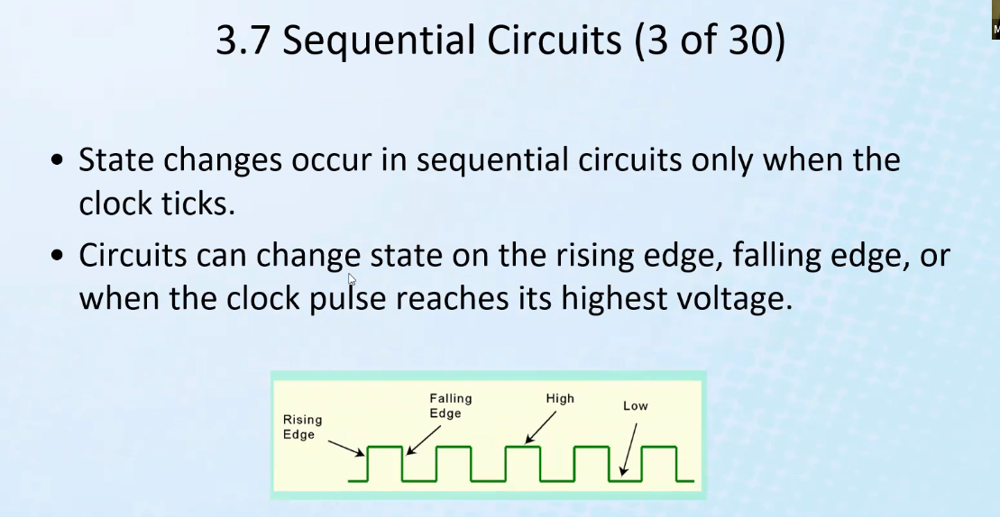 3.7 Sequential Circuits (3 of 30)
• State changes occur in sequential circuits only when the
clock ticks.
• Circuits can change state on the rising edge, falling edge, or
when the clock pulse reaches its highest voltage.
Rising
Edge
Falling
Edge
High
Low